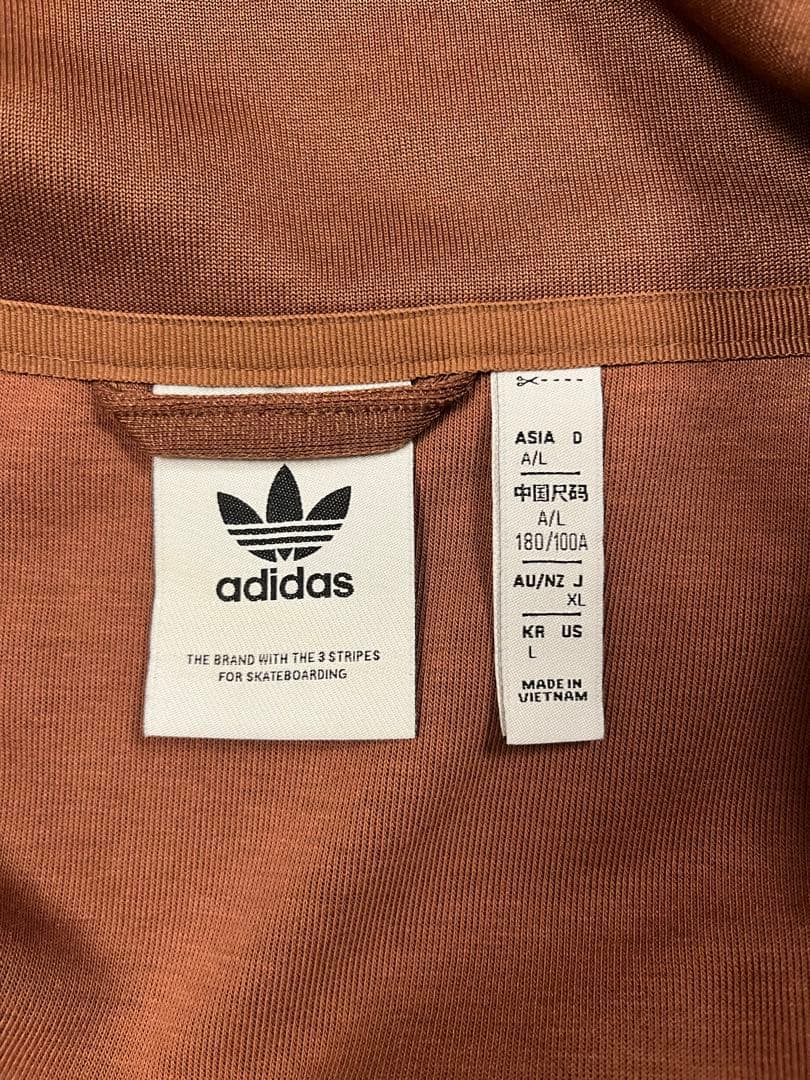 adidas
THE BRAND WITH THE 3 STRIPES
FOR SKATEBOARDING
ASIA D
A/L
中国尺码
A/L
180/100A
AU/NZ J
XL
KR US
L
MADE IN
VIETNAM